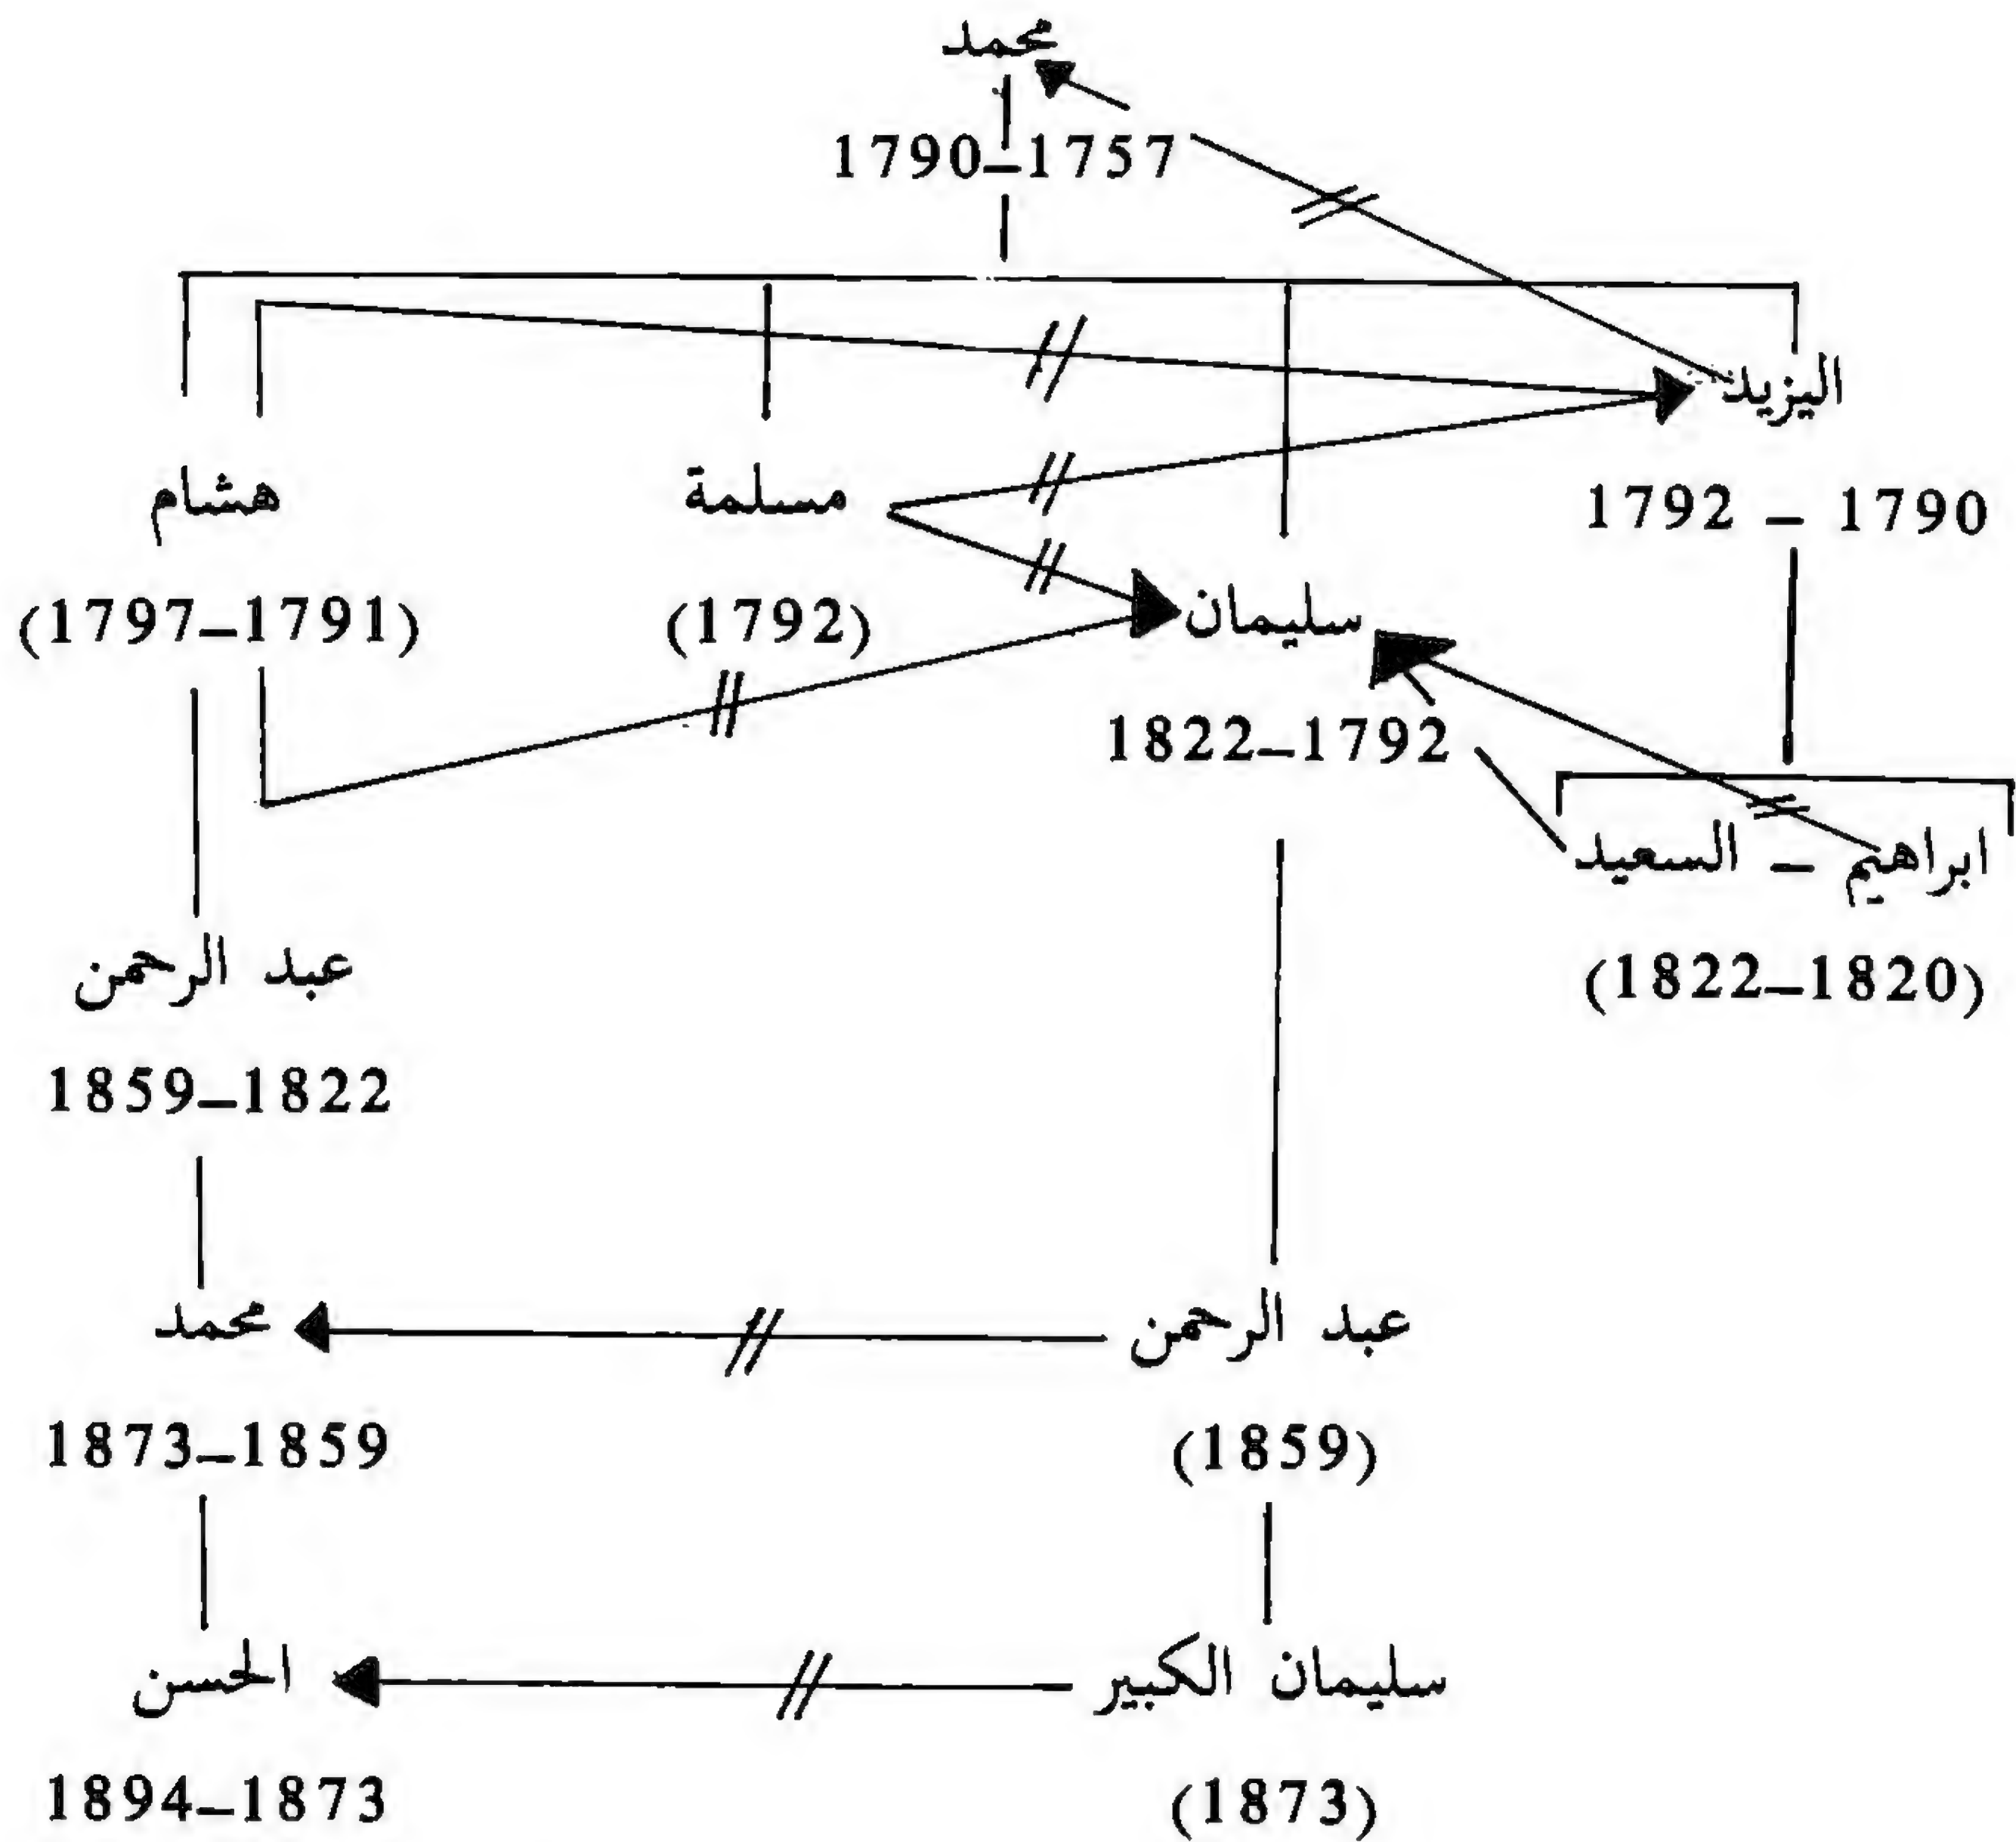 محمد
1790–1757
اليزيد
1792 – 1790
هشام
(1797–1791)
مسلمة
(1792)
سليمان
1822–1792
ابراهيم – السعيد
(1822–1820)
عبد الرحمن
1859–1822
عبد الرحمن
(1859)
محمد
1873–1859
سليمان الكبير
(1873)
الحسن
1894–1873